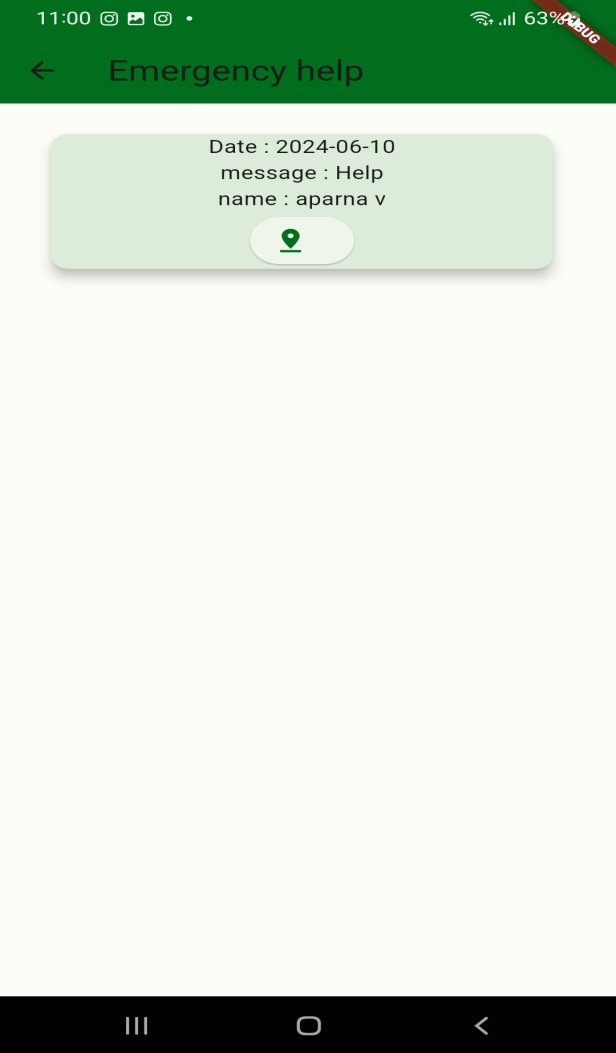 11:00
63%
DEBUG
Emergency help
Date : 2024-06-10
message : Help
name : aparna v